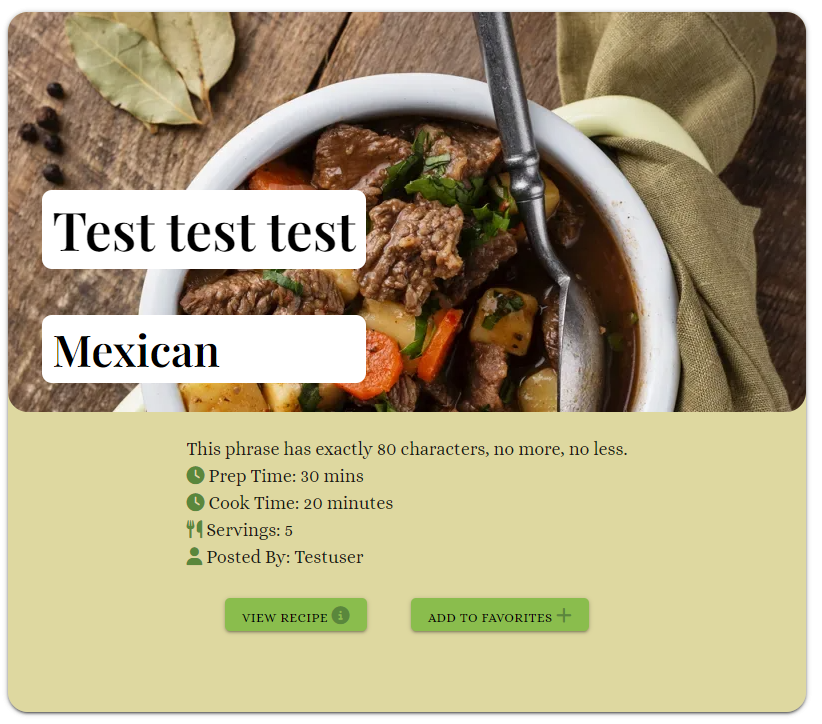 Test test test
Mexican
This phrase has exactly 80 characters, no more, no less.
Prep Time: 30 mins
Cook Time: 20 minutes
Servings: 5
Posted By: Testuser
VIEW RECIPE
ADD TO FAVORITES